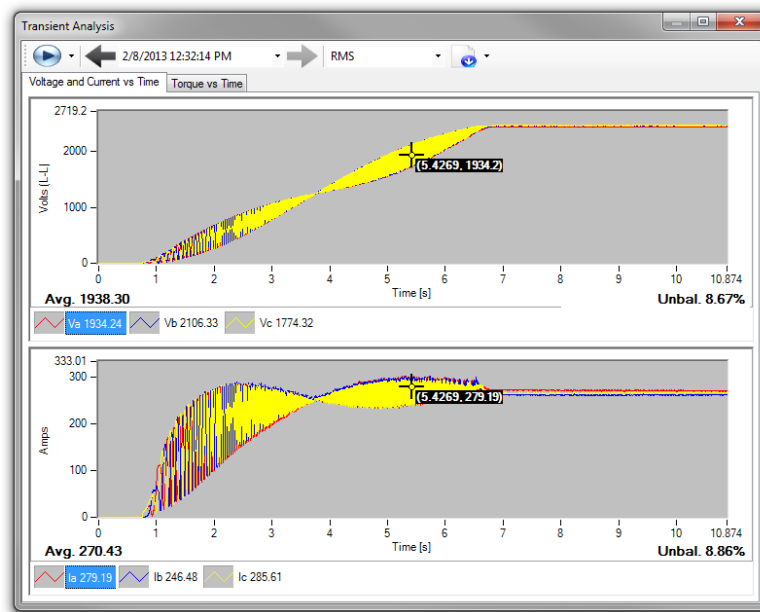 Transient Analysis
2/8/2013 12:32:14 PM RMS
Voltage and Current vs Time Torque vs Time
2719.2
2000
1000
0
Volts (L-L)
(5.4269, 1934.2)
0 1 2 3 4 5 6 7 8 9 10 10.874
Time [s]
Avg. 1938.30 Unbal. 8.67%
Va 1934.24 Vb 2106.33 Vc 1774.32
333.01
300
200
100
0
Amps
(5.4269, 279.19)
0 1 2 3 4 5 6 7 8 9 10 10.874
Time [s]
Avg. 270.43 Unbal. 8.86%
Ia 279.19 Ib 246.48 Ic 285.61